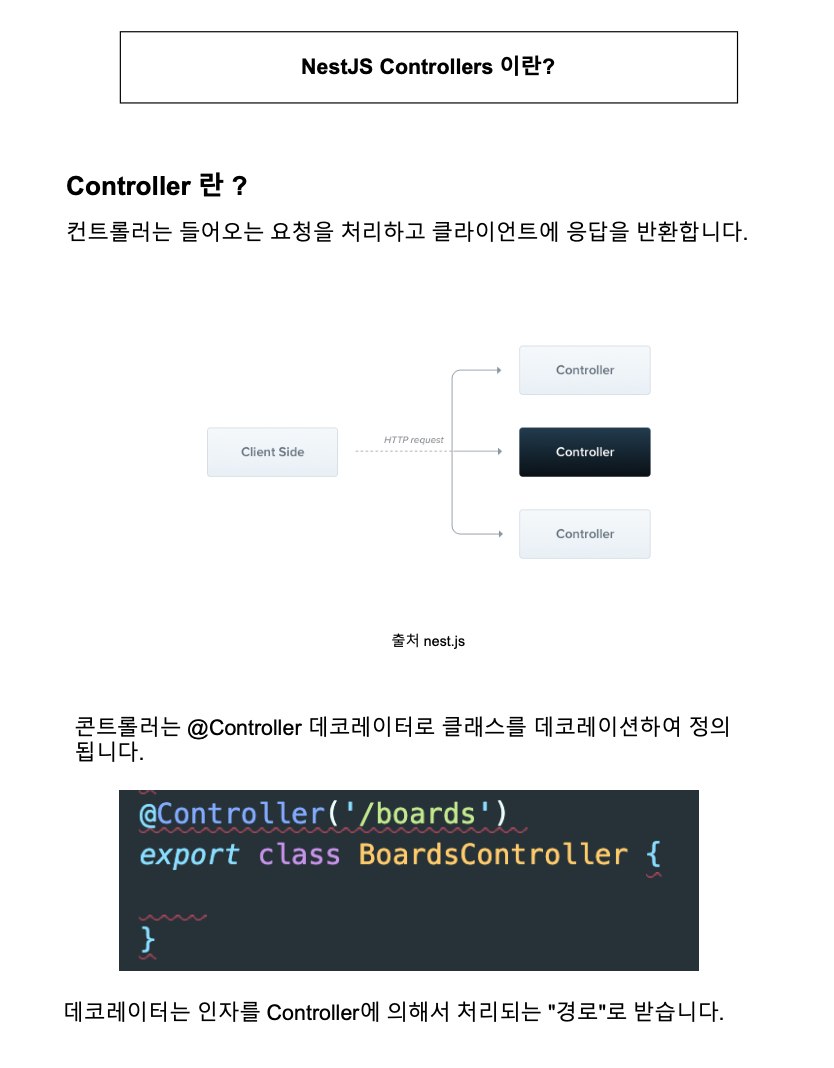 NestJS Controllers 이란?
Controller 란 ?
컨트롤러는 들어오는 요청을 처리하고 클라이언트에 응답을 반환합니다.
Controller
HTTP request
Client Side
Controller
Controller
출처 nest.js
콘트롤러는 @Controller 데코레이터로 클래스를 데코레이션하여 정의
됩니다.
@Controller('/boards')
export class BoardsController {
}
데코레이터는 인자를 Controller에 의해서 처리되는 "경로"로 받습니다.